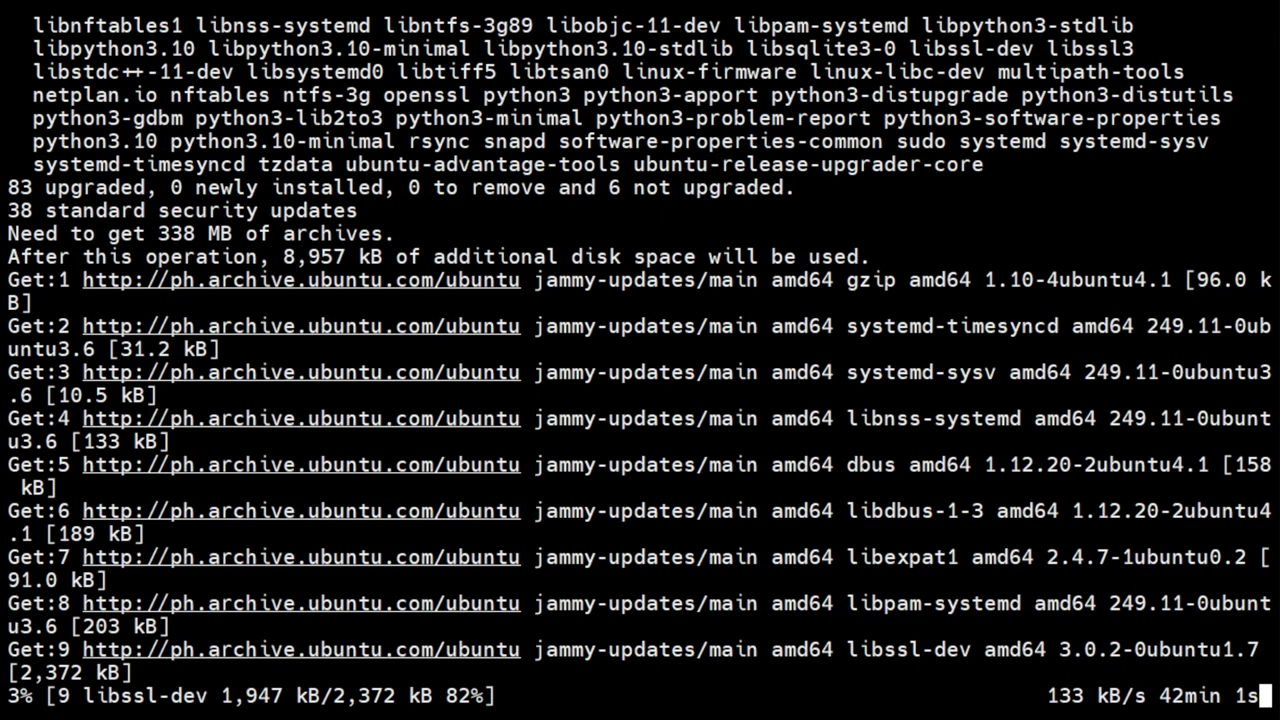 libnftables1 libnss-systemd libntfs-3g89 libobjc-11-dev libpam-systemd libpython3-stdlib
libpython3.10 libpython3.10-minimal libpython3.10-stdlib libsqlite3-0 libssl-dev libssl3
libstdc++-11-dev libsystemd0 libtiff5 libtsan0 linux-firmware linux-libc-dev multipath-tools
netplan.io nftables ntfs-3g openssl python3 python3-apport python3-distupgrade python3-distutils
python3-gdbm python3-lib2to3 python3-minimal python3-problem-report python3-software-properties
python3.10 python3.10-minimal rsync snapd software-properties-common sudo systemd systemd-sysv
systemd-timesyncd tzdata ubuntu-advantage-tools ubuntu-release-upgrader-core
83 upgraded, 0 newly installed, 0 to remove and 6 not upgraded.
38 standard security updates
Need to get 338 MB of archives.
After this operation, 8,957 kB of additional disk space will be used.
Get:1 http://ph.archive.ubuntu.com/ubuntu jammy-updates/main amd64 gzip amd64 1.10-4ubuntu4.1 [96.0 k
B]
Get:2 http://ph.archive.ubuntu.com/ubuntu jammy-updates/main amd64 systemd-timesyncd amd64 249.11-0ub
untu3.6 [31.2 kB]
Get:3 http://ph.archive.ubuntu.com/ubuntu jammy-updates/main amd64 systemd-sysv amd64 249.11-0ubuntu3
.6 [10.5 kB]
Get:4 http://ph.archive.ubuntu.com/ubuntu jammy-updates/main amd64 libnss-systemd amd64 249.11-0ubunt
u3.6 [133 kB]
Get:5 http://ph.archive.ubuntu.com/ubuntu jammy-updates/main amd64 dbus amd64 1.12.20-2ubuntu4.1 [158
 kB]
Get:6 http://ph.archive.ubuntu.com/ubuntu jammy-updates/main amd64 libdbus-1-3 amd64 1.12.20-2ubuntu4
.1 [189 kB]
Get:7 http://ph.archive.ubuntu.com/ubuntu jammy-updates/main amd64 libexpat1 amd64 2.4.7-1ubuntu0.2 [
91.0 kB]
Get:8 http://ph.archive.ubuntu.com/ubuntu jammy-updates/main amd64 libpam-systemd amd64 249.11-0ubunt
u3.6 [203 kB]
Get:9 http://ph.archive.ubuntu.com/ubuntu jammy-updates/main amd64 libssl-dev amd64 3.0.2-0ubuntu1.7
[2,372 kB]
3% [9 libssl-dev 1,947 kB/2,372 kB 82%] 133 kB/s 42min 1s